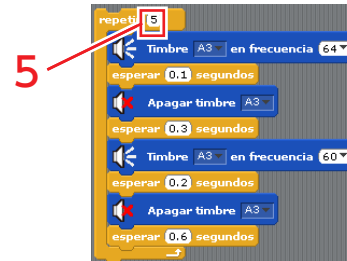 repetir 5
5
Timbre A3 en frecuencia 64
esperar 0.1 segundos
Apagar timbre A3
esperar 0.3 segundos
Timbre A3 en frecuencia 60
esperar 0.2 segundos
Apagar timbre A3
esperar 0.6 segundos